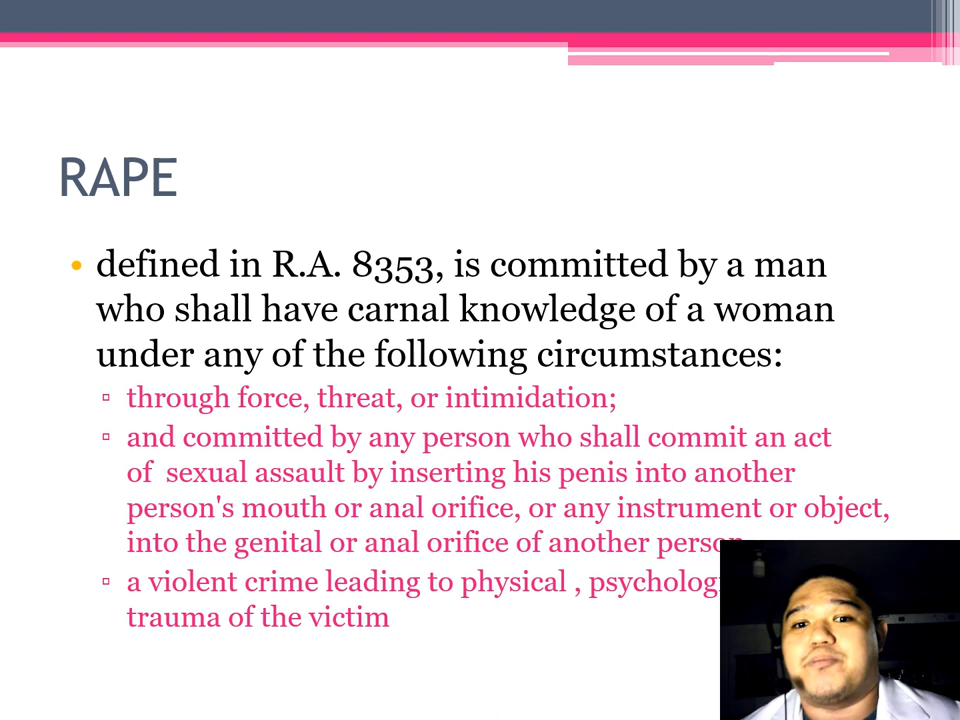 RAPE
• defined in R.A. 8353, is committed by a man
who shall have carnal knowledge of a woman
under any of the following circumstances:
▫ through force, threat, or intimidation;
▫ and committed by any person who shall commit an act
of  sexual assault by inserting his penis into another
person's mouth or anal orifice, or any instrument or object,
into the genital or anal orifice of another person
▫ a violent crime leading to physical ,
trauma of the victim